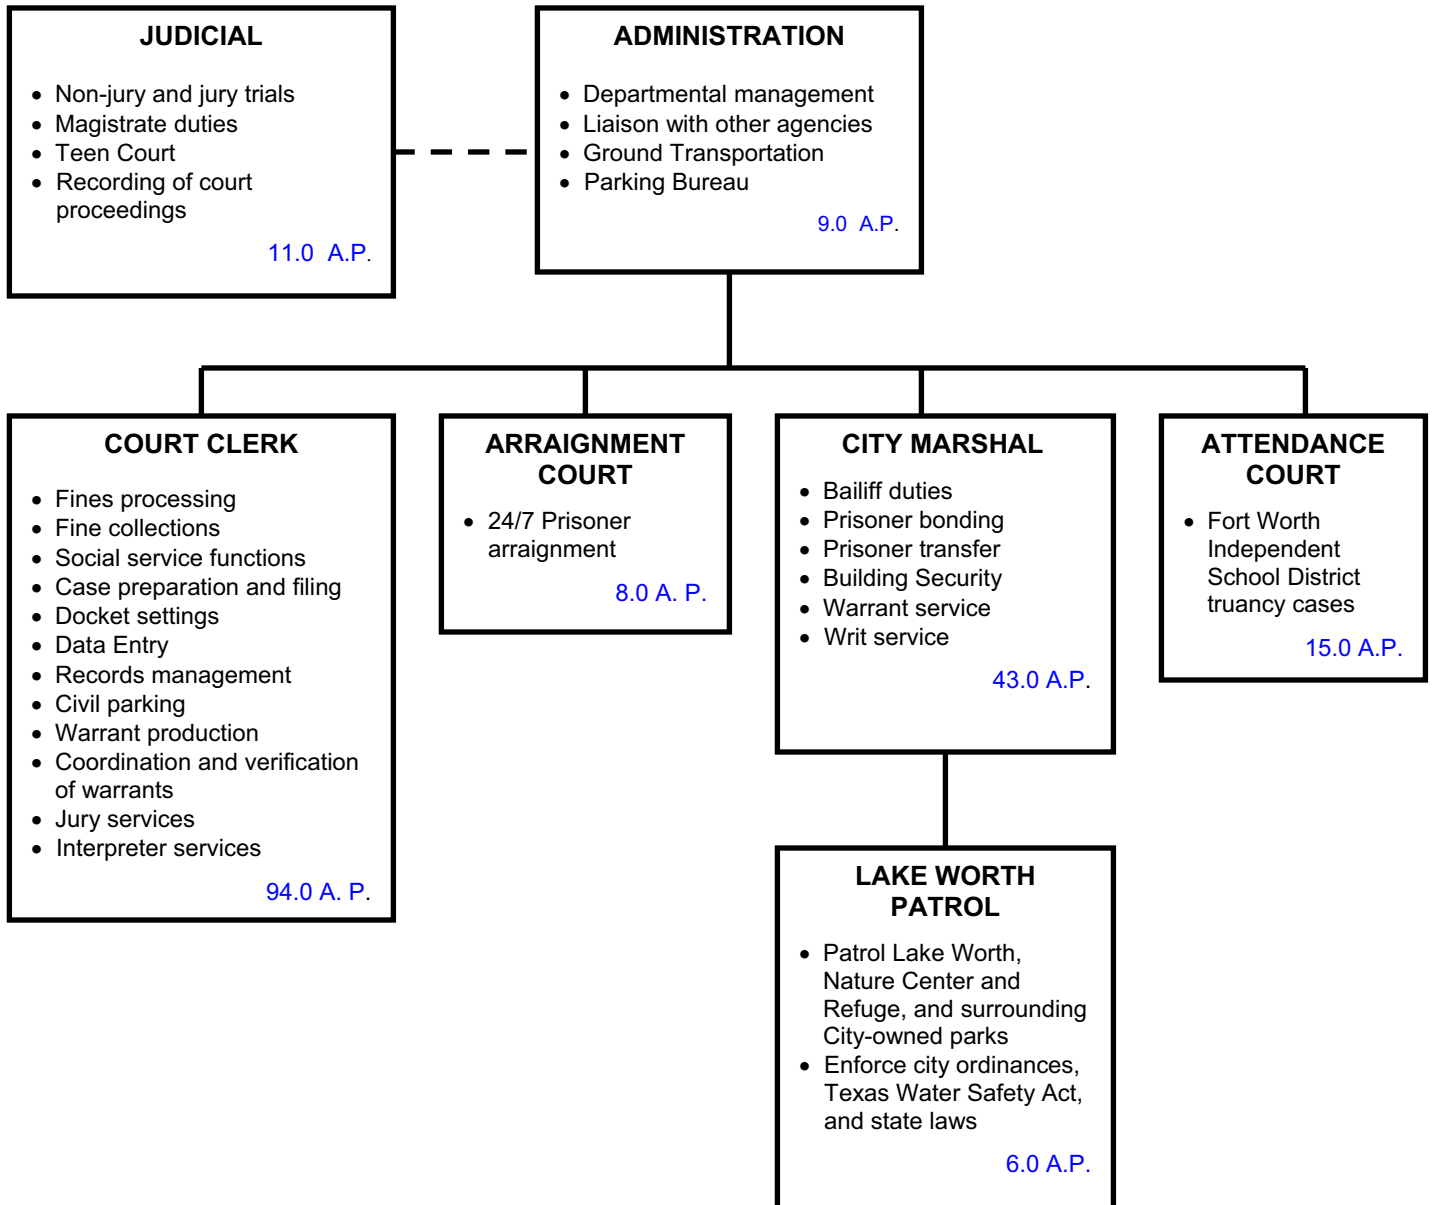 JUDICIAL
• Non-jury and jury trials
• Magistrate duties
• Teen Court
• Recording of court
proceedings
11.0 A.P.
ADMINISTRATION
• Departmental management
• Liaison with other agencies
• Ground Transportation
• Parking Bureau
9.0 A.P.
COURT CLERK
• Fines processing
• Fine collections
• Social service functions
• Case preparation and filing
• Docket settings
• Data Entry
• Records management
• Civil parking
• Warrant production
• Coordination and verification
of warrants
• Jury services
• Interpreter services
94.0 A. P.
ARRAIGNMENT
COURT
• 24/7 Prisoner
arraignment
8.0 A. P.
CITY MARSHAL
• Bailiff duties
• Prisoner bonding
• Prisoner transfer
• Building Security
• Warrant service
• Writ service
43.0 A.P.
ATTENDANCE
COURT
• Fort Worth
Independent
School District
truancy cases
15.0 A.P.
LAKE WORTH
PATROL
• Patrol Lake Worth,
Nature Center and
Refuge, and surrounding
City-owned parks
• Enforce city ordinances,
Texas Water Safety Act,
and state laws
6.0 A.P.